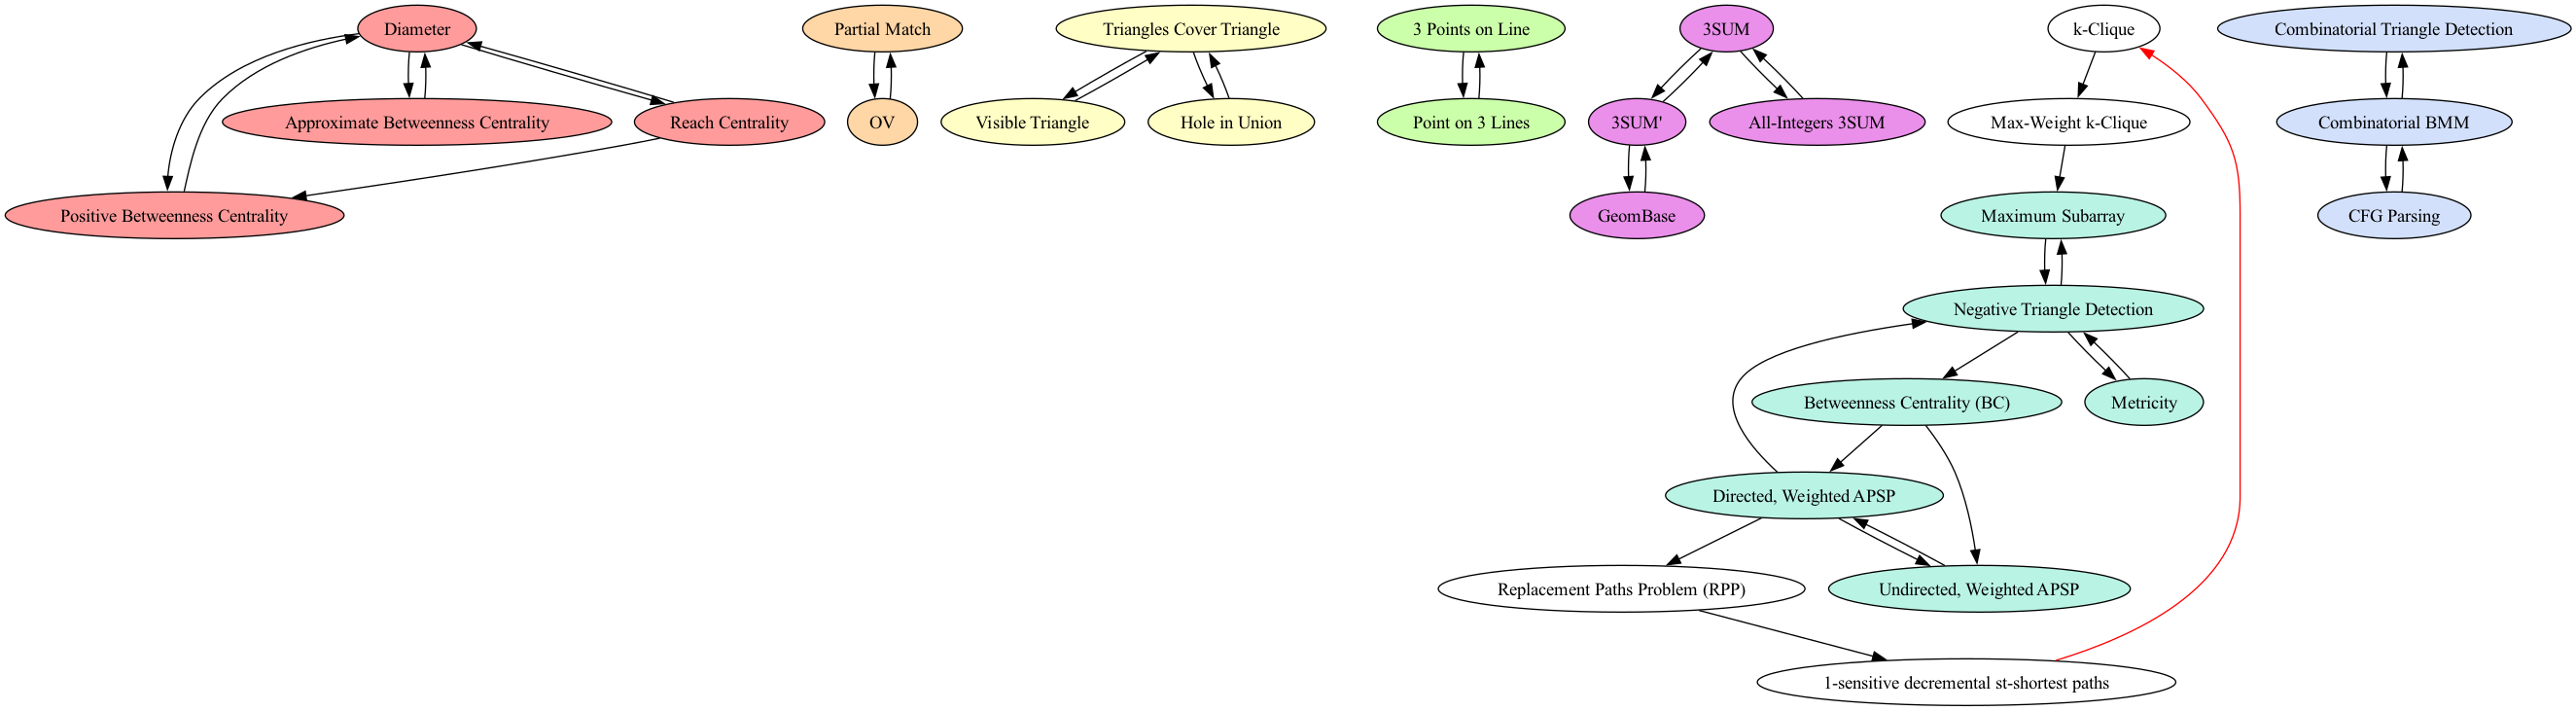 Diameter
Partial Match
Triangles Cover Triangle
3 Points on Line
3SUM
k-Clique
Combinatorial Triangle Detection
Approximate Betweenness Centrality
Reach Centrality
OV
Visible Triangle
Hole in Union
Point on 3 Lines
3SUM'
All-Integers 3SUM
Max-Weight k-Clique
Combinatorial BMM
Positive Betweenness Centrality
GeomBase
Maximum Subarray
CFG Parsing
Negative Triangle Detection
Betweenness Centrality (BC)
Metricity
Directed, Weighted APSP
Replacement Paths Problem (RPP)
Undirected, Weighted APSP
1-sensitive decremental st-shortest paths